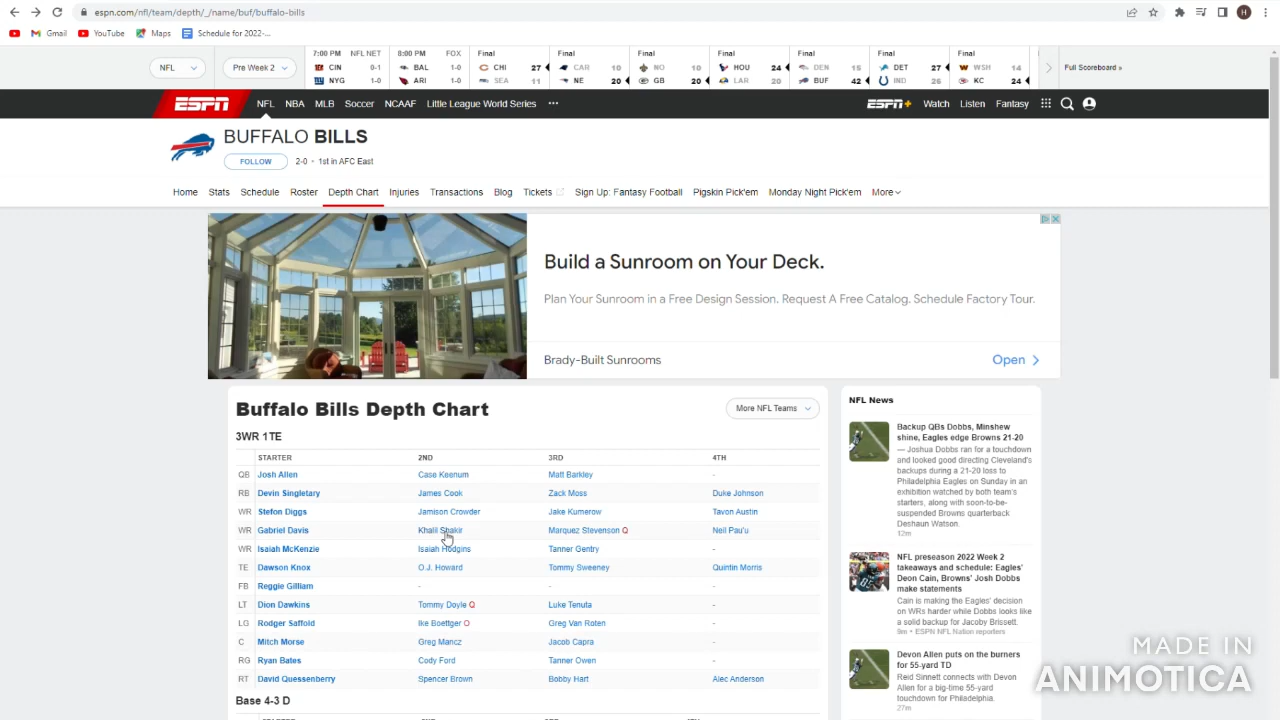 espn.com/nfl/team/depth/_/name/buf/buffalo-bills
H
Gmail YouTube Maps Schedule for 2022-...
NFL Pre Week 2
7:00 PM NFL NET 8:00 PM FOX Final Final Final Final Final Final Final
CIN 0-1 BAL 1-0 CHI 27 CAR 10 NO 10 HOU 24 DEN 15 DET 27 WSH 14
NYG 1-0 ARI 1-0 SEA 11 NE 20 GB 20 LAR 20 BUF 42 IND 26 KC 24
Full Scoreboard »
ESPN NFL NBA MLB Soccer NCAAF Little League World Series ••• ESPN+ Watch Listen Fantasy
BUFFALO BILLS
FOLLOW 2-0 · 1st in AFC East
Home Stats Schedule Roster Depth Chart Injuries Transactions Blog Tickets Sign Up: Fantasy Football Pigskin Pick'em Monday Night Pick'em More
Build a Sunroom on Your Deck.
Plan Your Sunroom in a Free Design Session. Request A Free Catalog. Schedule Factory Tour.
Brady-Built Sunrooms Open
Buffalo Bills Depth Chart More NFL Teams
3WR 1TE
STARTER 2ND 3RD 4TH
QB Josh Allen Case Keenum Matt Barkley -
RB Devin Singletary James Cook Zack Moss Duke Johnson
WR Stefon Diggs Jamison Crowder Jake Kumerow Tavon Austin
WR Gabriel Davis Khalil Shakir Marquez Stevenson Q Neil Pau'u
WR Isaiah McKenzie Isaiah Hodgins Tanner Gentry -
TE Dawson Knox O.J. Howard Tommy Sweeney Quintin Morris
FB Reggie Gilliam - - -
LT Dion Dawkins Tommy Doyle Q Luke Tenuta -
LG Rodger Saffold Ike Boettger O Greg Van Roten -
C Mitch Morse Greg Mancz Jacob Capra -
RG Ryan Bates Cody Ford Tanner Owen -
RT David Quessenberry Spencer Brown Bobby Hart Alec Anderson
Base 4-3 D
STARTER 2ND 3RD 4TH
NFL News
Backup QBs Dobbs, Minshew
shine, Eagles edge Browns 21-20
— Joshua Dobbs ran for a touchdown
and looked good directing Cleveland's
backups during a 21-20 loss to
Philadelphia Eagles on Sunday in an
exhibition watched by both team's
starters, along with soon-to-be-
suspended Browns quarterback
Deshaun Watson.
12m
NFL preseason 2022 Week 2
takeaways and schedule: Eagles'
Deon Cain, Browns' Josh Dobbs
make statements
Cain is making the Eagles' decision
on WRs harder while Dobbs looks like
a solid backup for Jacoby Brissett.
9m • ESPN NFL Nation reporters
Devon Allen puts on the burners
for 55-yard TD
Reid Sinnett connects with Devon
Allen for a big-time 55-yard
touchdown for Philadelphia.
27m
MADE IN
ANIMOTICA